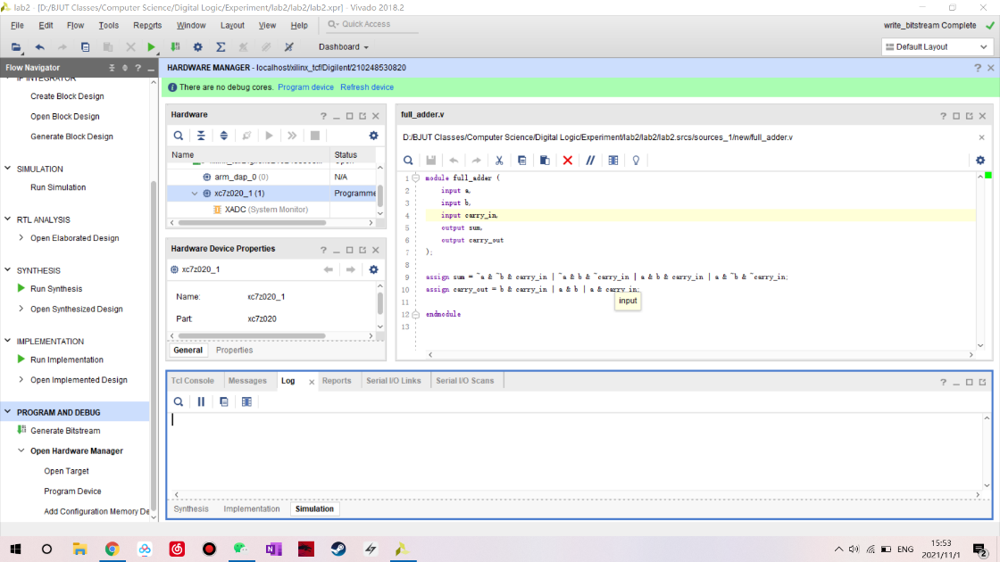 lab2 - [D:/BJUT Classes/Computer Science/Digital Logic/Experiment/lab2/lab2/lab2.xpr] - Vivado 2018.2
File Edit Flow Tools Reports Window Layout View Help Quick Access
write_bitstream Complete
Dashboard
Default Layout
Flow Navigator
HARDWARE MANAGER - localhost/xilinx_tcf/Digilent/210248530820
There are no debug cores. Program device Refresh device
IP INTEGRATOR
Create Block Design
Open Block Design
Generate Block Design
SIMULATION
Run Simulation
RTL ANALYSIS
Open Elaborated Design
SYNTHESIS
Run Synthesis
Open Synthesized Design
IMPLEMENTATION
Run Implementation
Open Implemented Design
PROGRAM AND DEBUG
Generate Bitstream
Open Hardware Manager
Open Target
Program Device
Add Configuration Memory De
Hardware
Name Status
arm_dap_0 (0) N/A
xc7z020_1 (1) Programme
XADC (System Monitor)
Hardware Device Properties
xc7z020_1
Name: xc7z020_1
Part: xc7z020
General Properties
full_adder.v
D:/BJUT Classes/Computer Science/Digital Logic/Experiment/lab2/lab2/lab2.srcs/sources_1/new/full_adder.v
1 module full_adder (
2 input a,
3 input b,
4 input carry_in,
5 output sum,
6 output carry_out
7 );
8
9 assign sum = ~a & ~b & carry_in | ~a & b & ~carry_in | a & b & carry_in | a & ~b & ~carry_in;
10 assign carry_out = b & carry_in | a & b | a & carry_in;
11
12 endmodule
13
input
Tcl Console Messages Log Reports Serial I/O Links Serial I/O Scans
Synthesis Implementation Simulation
ENG
15:53
2021/11/1
2